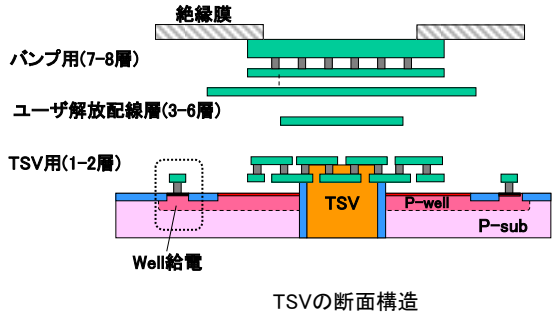 絶縁膜
バンプ用(7-8層)
ユーザ解放配線層(3-6層)
TSV用(1-2層)
TSV
P-well
P-sub
Well給電
TSVの断面構造